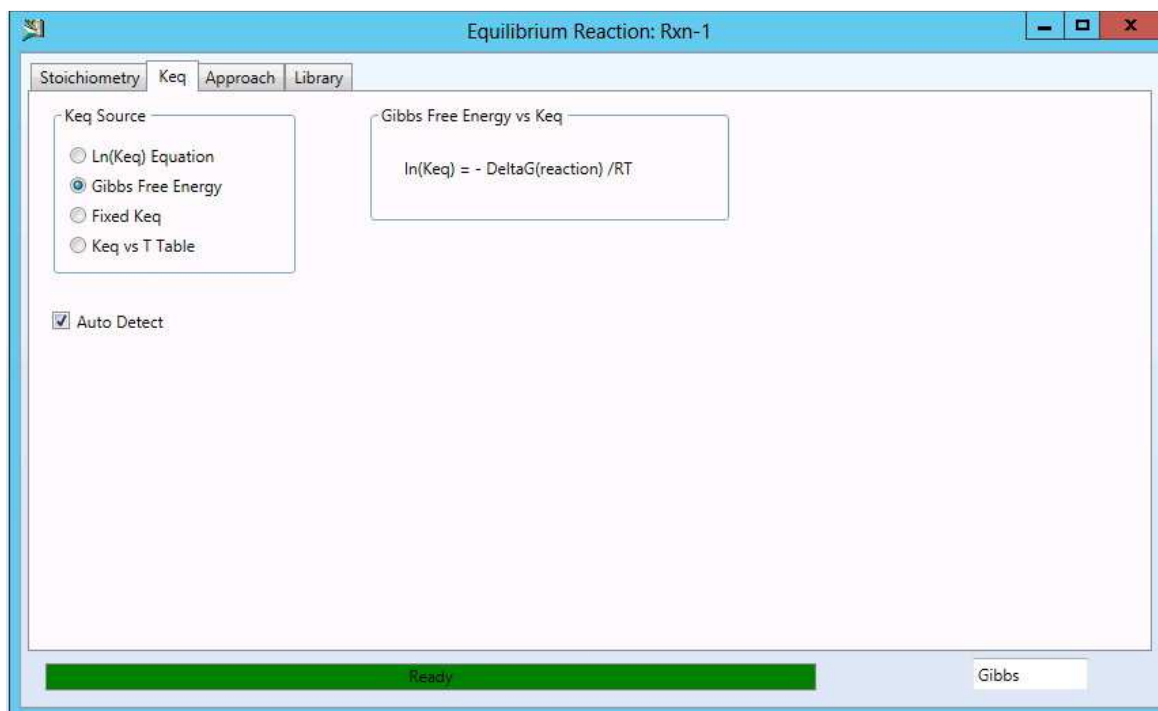 Equilibrium Reaction: Rxn-1
Stoichiometry Keq Approach Library
Keq Source
Ln(Keq) Equation
Gibbs Free Energy
Fixed Keq
Keq vs T Table
Gibbs Free Energy vs Keq
ln(Keq) = - DeltaG(reaction) /RT
Auto Detect
Ready
Gibbs